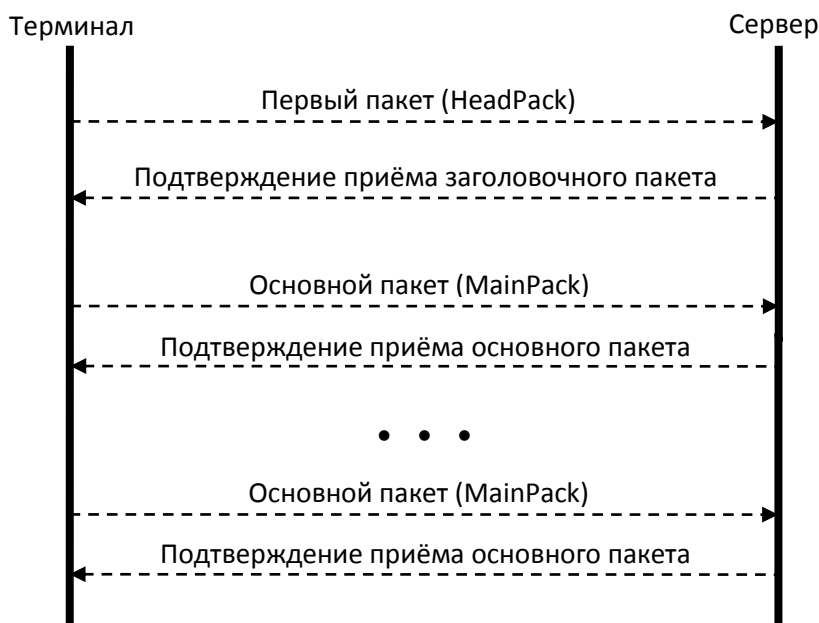 Терминал
Сервер
Первый пакет (HeadPack)
Подтверждение приёма заголовочного пакета
Основной пакет (MainPack)
Подтверждение приёма основного пакета
• • •
Основной пакет (MainPack)
Подтверждение приёма основного пакета